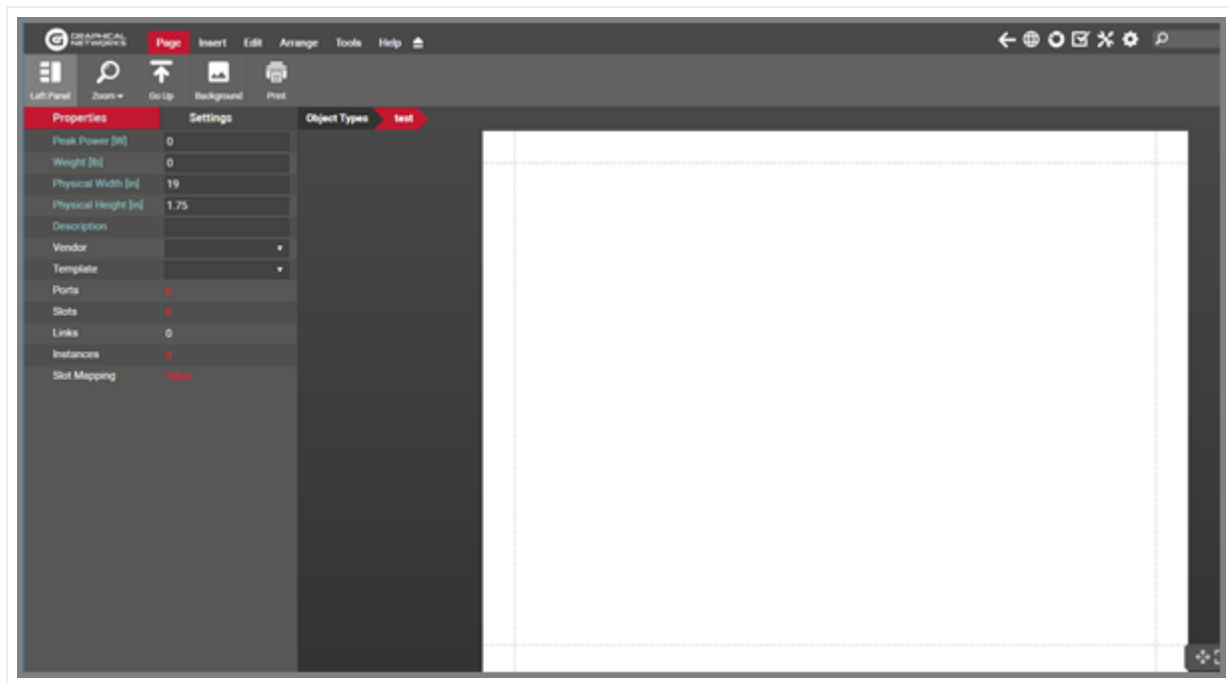 GRAPHICAL
NETWORKS
Page Insert Edit Arrange Tools Help
Left Panel Zoom Go Up Background Print
Properties Settings Object Types test
Peak Power [W] 0
Weight [lb] 0
Physical Width [in] 19
Physical Height [in] 1.75
Description
Vendor
Template
Ports 0
Slots 0
Links 0
Instances 0
Slot Mapping Table